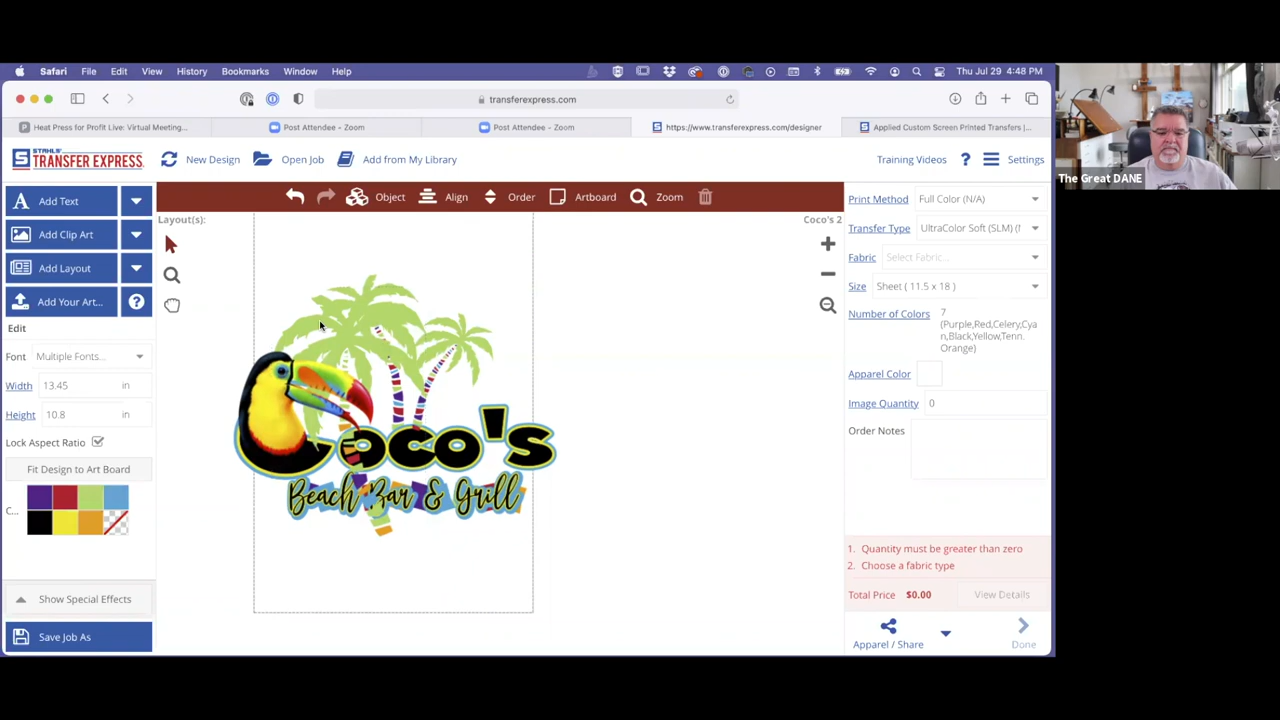 Safari File Edit View History Bookmarks Window Help Thu Jul 29 4:48 PM
transferexpress.com
Heat Press for Profit Live: Virtual Meeting... Post Attendee - Zoom Post Attendee - Zoom https://www.transferexpress.com/designer Applied Custom Screen Printed Transfers |...
STAHLS'
TRANSFER EXPRESS. New Design Open Job Add from My Library Training Videos ? Settings
The Great DANE
Add Text Object Align Order Artboard Zoom
Print Method Full Color (N/A)
Layout(s): Coco's 2
Transfer Type UltraColor Soft (SLM) (
Add Clip Art
Fabric Select Fabric...
Add Layout
Size Sheet ( 11.5 x 18 )
Add Your Art... ?
Number of Colors 7
(Purple,Red,Celery,Cya
n,Black,Yellow,Tenn.
Orange)
Edit
Font Multiple Fonts...
Width 13.45 in
Apparel Color
Height 10.8 in
Image Quantity 0
Order Notes
Lock Aspect Ratio
Fit Design to Art Board
C...
Coco's
Beach Bar & Grill
1. Quantity must be greater than zero
2. Choose a fabric type
Total Price $0.00 View Details
Show Special Effects
Save Job As
Apparel / Share Done